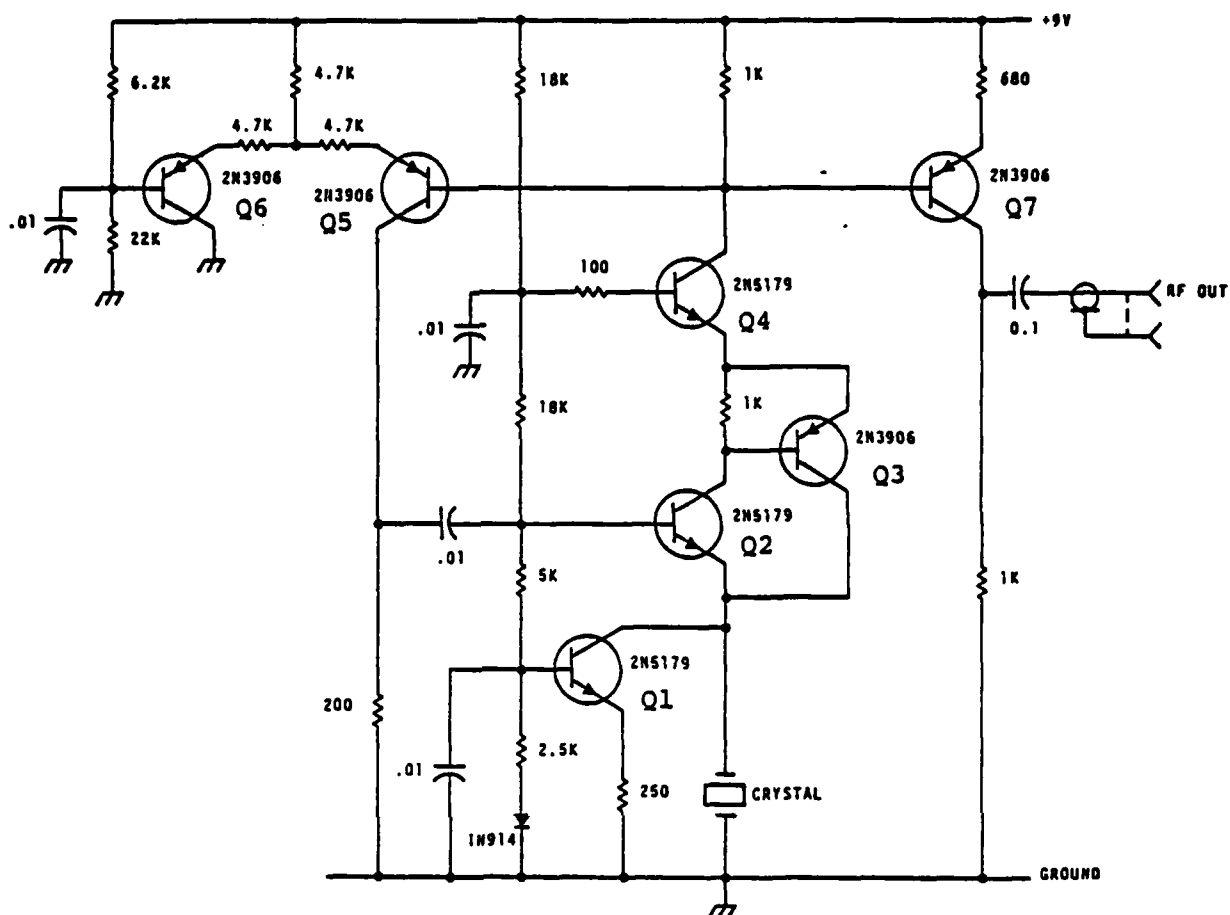 +9V
6.2K
4.7K
18K
1K
680
4.7K
4.7K
2N3906
Q6
2N3906
Q5
2N3906
Q7
.01
22K
100
2N5179
Q4
.01
RF OUT
0.1
18K
1K
2N3906
Q3
2N5179
Q2
.01
5K
1K
2N5179
Q1
200
2.5K
.01
250
CRYSTAL
IN914
GROUND